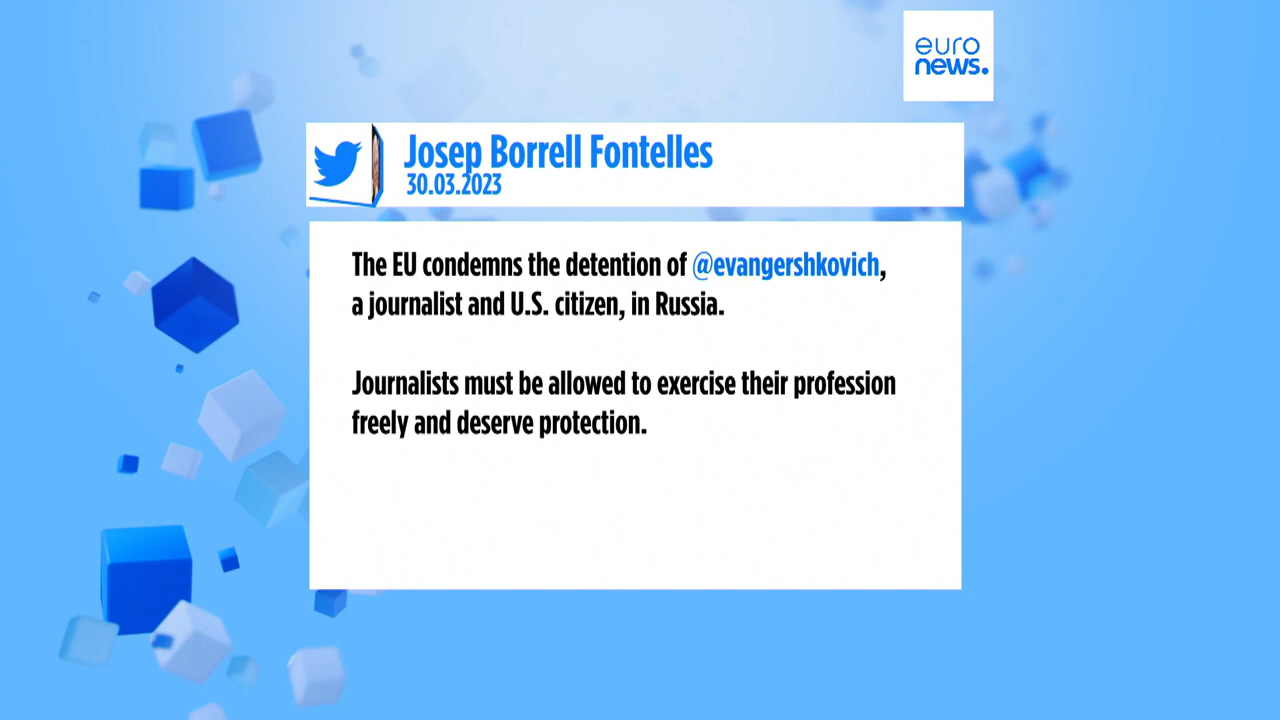 euro
news.
Josep Borrell Fontelles
30.03.2023
The EU condemns the detention of @evangershkovich,
a journalist and U.S. citizen, in Russia.
Journalists must be allowed to exercise their profession
freely and deserve protection.